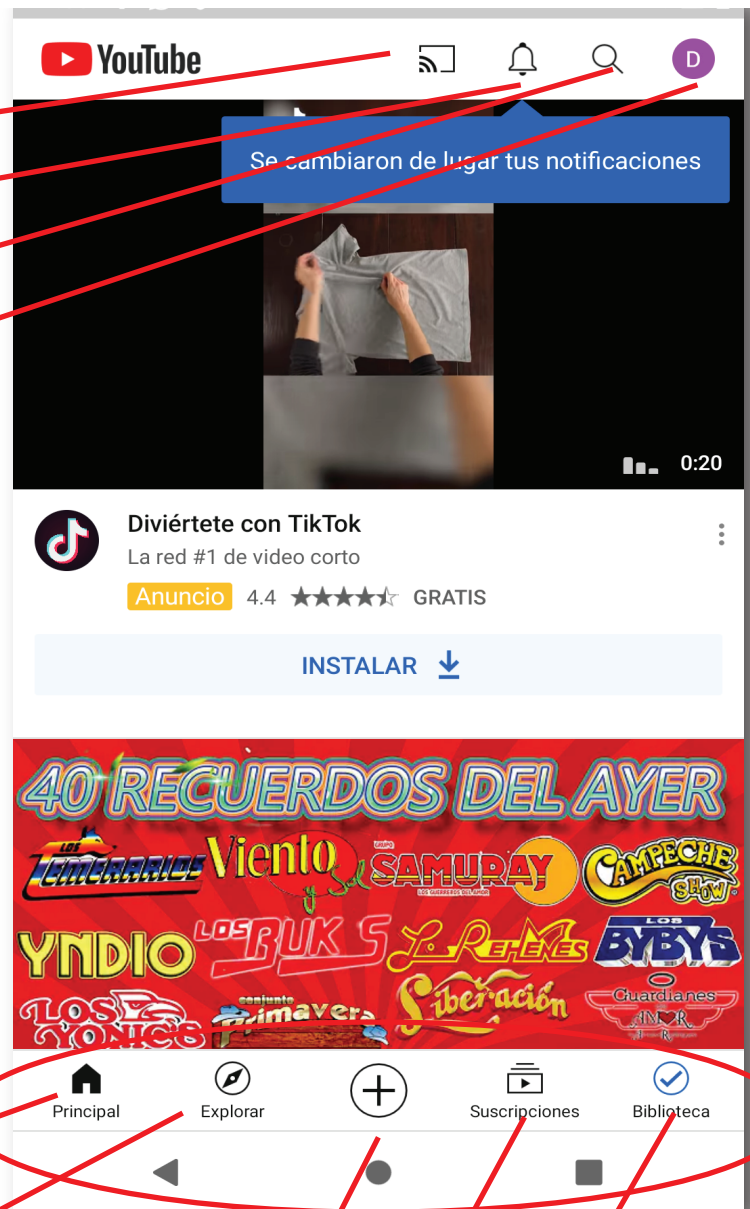 YouTube
D
Se cambiaron de lugar tus notificaciones
0:20
Diviértete con TikTok
La red #1 de video corto
Anuncio 4.4 GRATIS
INSTALAR
40 RECUERDOS DEL AYER
LOS TEMERARIOS
Viento y Sol
GRUPO SAMURAY
LOS GUERREROS DEL AMOR
CAMPECHE SHOW
YNDIO
LOS BUKIS
Los REHENES
LOS BYBYS
LOS YONIC'S
conjunto Primavera
Liberación
Guardianes
AMOR
Principal
Explorar
Suscripciones
Biblioteca